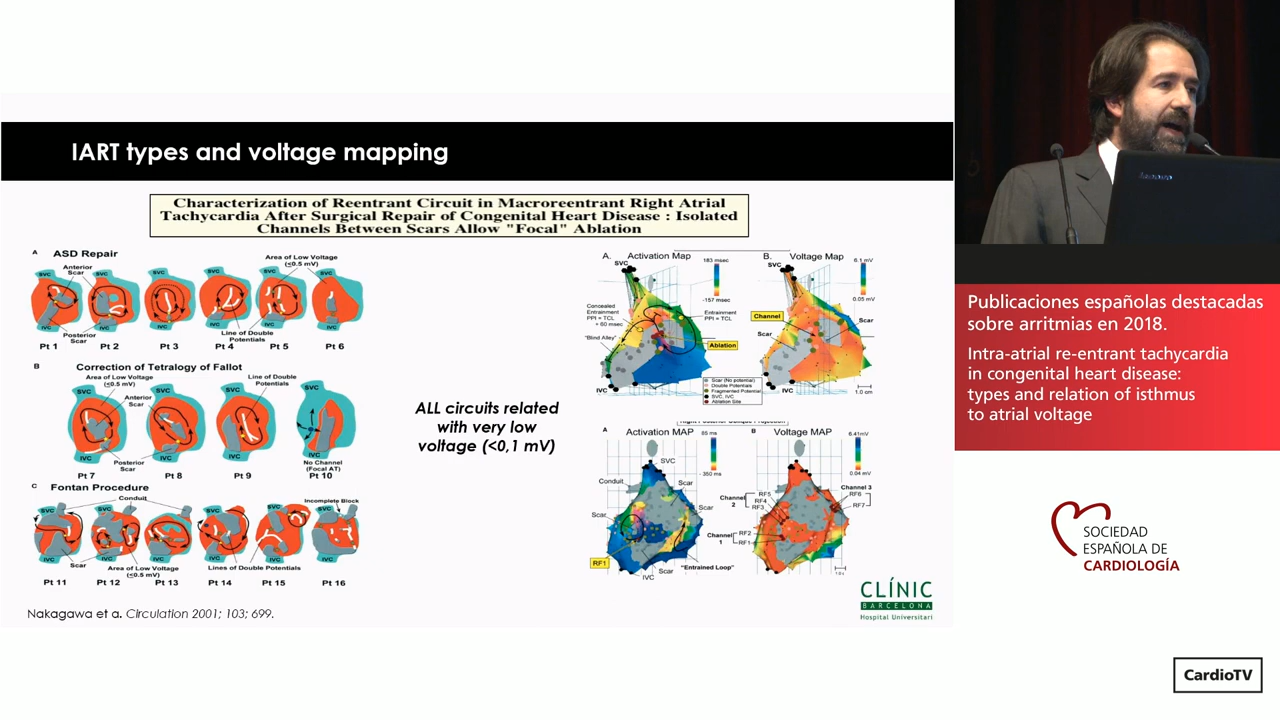 IART types and voltage mapping
Characterization of Reentrant Circuit in Macroreentrant Right Atrial
Tachycardia After Surgical Repair of Congenital Heart Disease : Isolated
Channels Between Scars Allow "Focal" Ablation
A
ASD Repair
Area of Low Voltage
(≤0.5 mV)
SVC
Anterior
Scar
SVC
SVC
SVC
SVC
SVC
IVC
IVC
IVC
IVC
IVC
IVC
Posterior
Scar
Line of Double
Potentials
Pt 1
Pt 2
Pt 3
Pt 4
Pt 5
Pt 6
B
Correction of Tetralogy of Fallot
Area of Low Voltage
(≤0.5 mV)
Line of Double
Potentials
SVC
Anterior
Scar
SVC
SVC
SVC
IVC
IVC
IVC
IVC
Posterior
Scar
No Channel
(Focal AT)
Pt 7
Pt 8
Pt 9
Pt 10
C
Fontan Procedure
Conduit
Incomplete Block
SVC
SVC
SVC
SVC
SVC
SVC
IVC
IVC
IVC
IVC
IVC
IVC
Scar
Area of Low Voltage
(≤0.5 mV)
Lines of Double Potentials
Pt 11
Pt 12
Pt 13
Pt 14
Pt 15
Pt 16
ALL circuits related
with very low
voltage (<0,1 mV)
A.
Activation Map
SVC
183 msec
-157 msec
Concealed
Entrainment
PPI = TCL
+ 60 msec
Entrainment
PPI = TCL
"Blind Alley"
Ablation
IVC
Scar (No potential)
Double Potentials
Fragmented Potential
SVC, IVC
Ablation Site
B.
Voltage Map
SVC
6.1 mV
0.05 mV
Channel
Scar
Scar
IVC
1.0 cm
A
Activation MAP
85 ms
-350 ms
SVC
Conduit
Scar
Scar
Scar
RF1
Scar
IVC
"Entrained Loop"
B
Voltage MAP
6.41mV
0.04 mV
Channel
2
RF5
RF4
RF3
Channel 3
RF6
RF7
Channel
1
RF2
RF1
Nakagawa et a. Circulation 2001; 103; 699.
CLÍNIC
BARCELONA
Hospital Universitari
lenovo
Publicaciones españolas destacadas
sobre arritmias en 2018.
Intra-atrial re-entrant tachycardia
in congenital heart disease:
types and relation of isthmus
to atrial voltage
SOCIEDAD
ESPAÑOLA DE
CARDIOLOGÍA
CardioTV